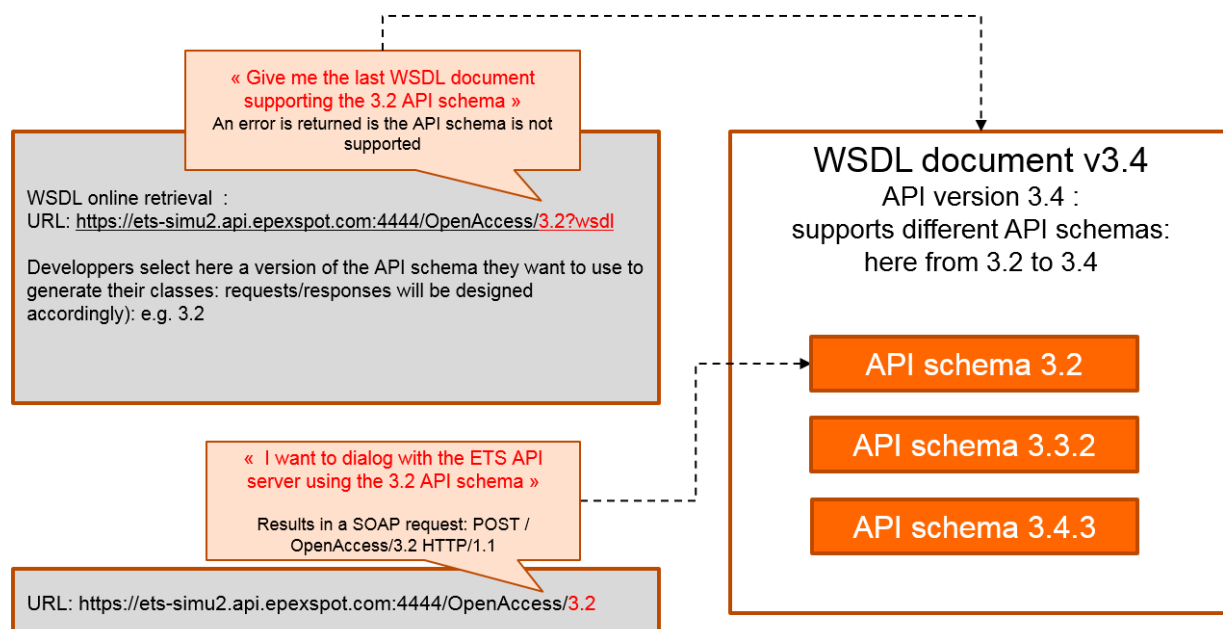 « Give me the last WSDL document
supporting the 3.2 API schema »
An error is returned is the API schema is not
supported
WSDL online retrieval :
URL: https://ets-simu2.api.epexspot.com:4444/OpenAccess/3.2?wsdl
Developpers select here a version of the API schema they want to use to
generate their classes: requests/responses will be designed
accordingly): e.g. 3.2
« I want to dialog with the ETS API
server using the 3.2 API schema »
Results in a SOAP request: POST /
OpenAccess/3.2 HTTP/1.1
URL: https://ets-simu2.api.epexspot.com:4444/OpenAccess/3.2
WSDL document v3.4
API version 3.4 :
supports different API schemas:
here from 3.2 to 3.4
API schema 3.2
API schema 3.3.2
API schema 3.4.3